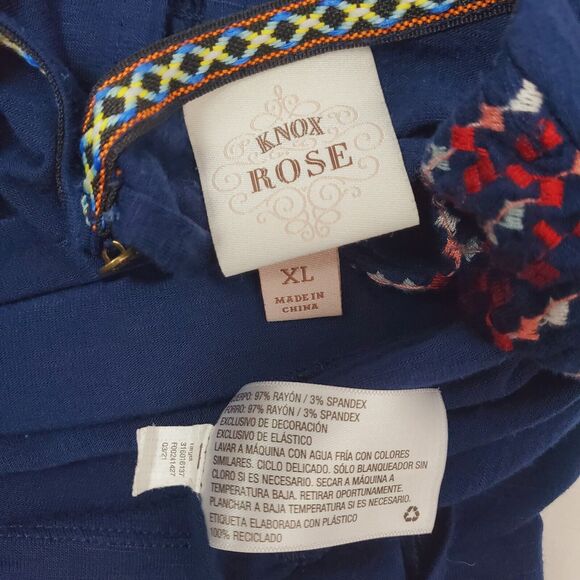 KNOX
ROSE
XL
MADE IN
CHINA
CUERPO: 97% RAYÓN / 3% SPANDEX
FORRO: 97% RAYÓN / 3% SPANDEX
EXCLUSIVO DE DECORACIÓN
EXCLUSIVO DE ELÁSTICO
LAVAR A MÁQUINA CON AGUA FRÍA CON COLORES
SIMILARES. CICLO DELICADO. SÓLO BLANQUEADOR SIN
CLORO SI ES NECESARIO. SECAR A MÁQUINA A
TEMPERATURA BAJA. RETIRAR OPORTUNAMENTE.
PLANCHAR A BAJA TEMPERATURA SI ES NECESARIO.
ETIQUETA ELABORADA CON PLÁSTICO
100% RECICLADO
Target
316016137